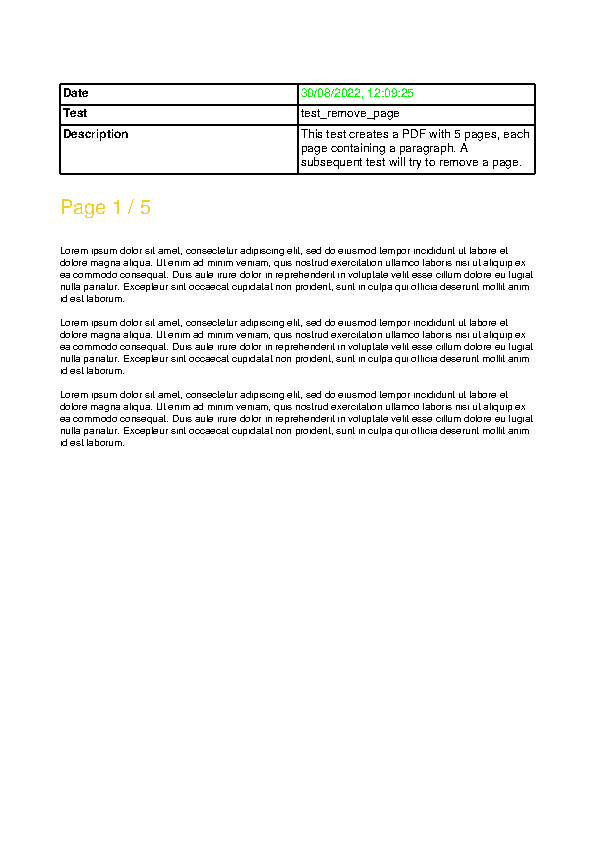 Date 30/08/2022, 12:09:25
Test test_remove_page
Description This test creates a PDF with 5 pages, each
page containing a paragraph. A
subsequent test will try to remove a page.
Page 1 / 5
Lorem ipsum dolor sit amet, consectetur adipiscing elit, sed do eiusmod tempor incididunt ut labore et
dolore magna aliqua. Ut enim ad minim veniam, quis nostrud exercitation ullamco laboris nisi ut aliquip ex
ea commodo consequat. Duis aute irure dolor in reprehenderit in voluptate velit esse cillum dolore eu fugiat
nulla pariatur. Excepteur sint occaecat cupidatat non proident, sunt in culpa qui officia deserunt mollit anim
id est laborum.
Lorem ipsum dolor sit amet, consectetur adipiscing elit, sed do eiusmod tempor incididunt ut labore et
dolore magna aliqua. Ut enim ad minim veniam, quis nostrud exercitation ullamco laboris nisi ut aliquip ex
ea commodo consequat. Duis aute irure dolor in reprehenderit in voluptate velit esse cillum dolore eu fugiat
nulla pariatur. Excepteur sint occaecat cupidatat non proident, sunt in culpa qui officia deserunt mollit anim
id est laborum.
Lorem ipsum dolor sit amet, consectetur adipiscing elit, sed do eiusmod tempor incididunt ut labore et
dolore magna aliqua. Ut enim ad minim veniam, quis nostrud exercitation ullamco laboris nisi ut aliquip ex
ea commodo consequat. Duis aute irure dolor in reprehenderit in voluptate velit esse cillum dolore eu fugiat
nulla pariatur. Excepteur sint occaecat cupidatat non proident, sunt in culpa qui officia deserunt mollit anim
id est laborum.